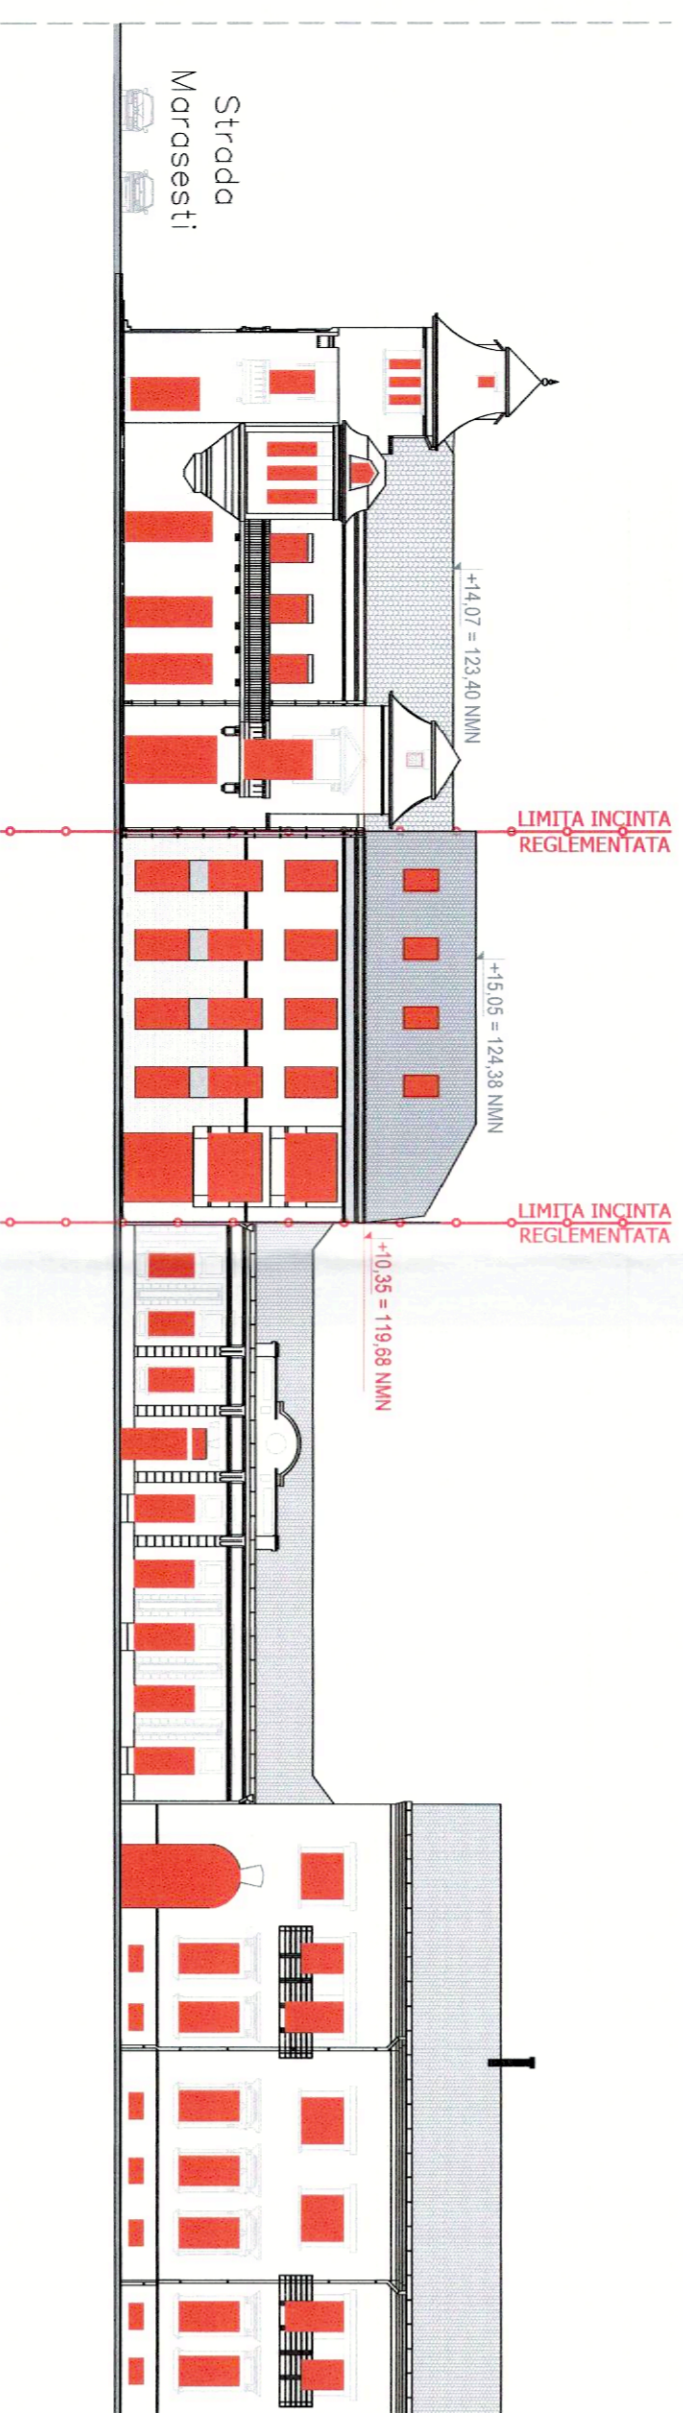 Strada
Marasesti
+14,07 = 123,40 NMN
LIMITA INCINTA
REGLEMENTATA
+15,05 = 124,38 NMN
LIMITA INCINTA
REGLEMENTATA
+10,35 = 119,68 NMN